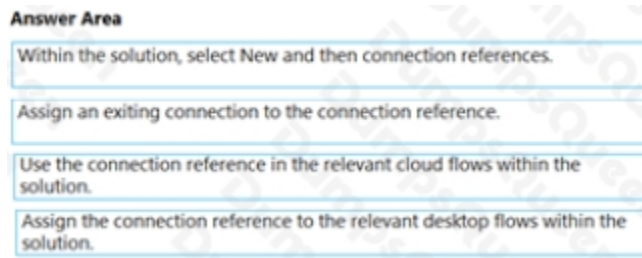 Answer Area
Within the solution, select New and then connection references.
Assign an exiting connection to the connection reference.
Use the connection reference in the relevant cloud flows within the
solution.
Assign the connection reference to the relevant desktop flows within the
solution.